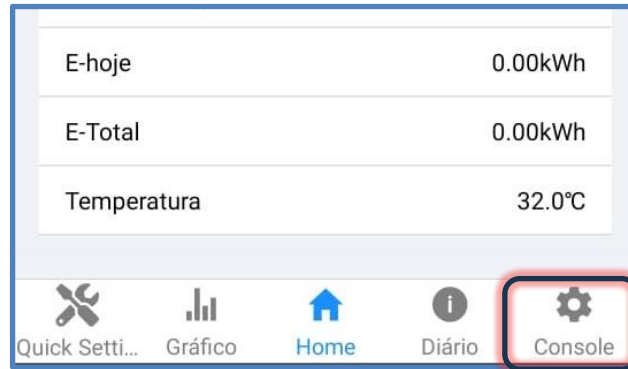 E-hoje 0.00kWh
E-Total 0.00kWh
Temperatura 32.0℃
Quick Setti... Gráfico Home Diário Console